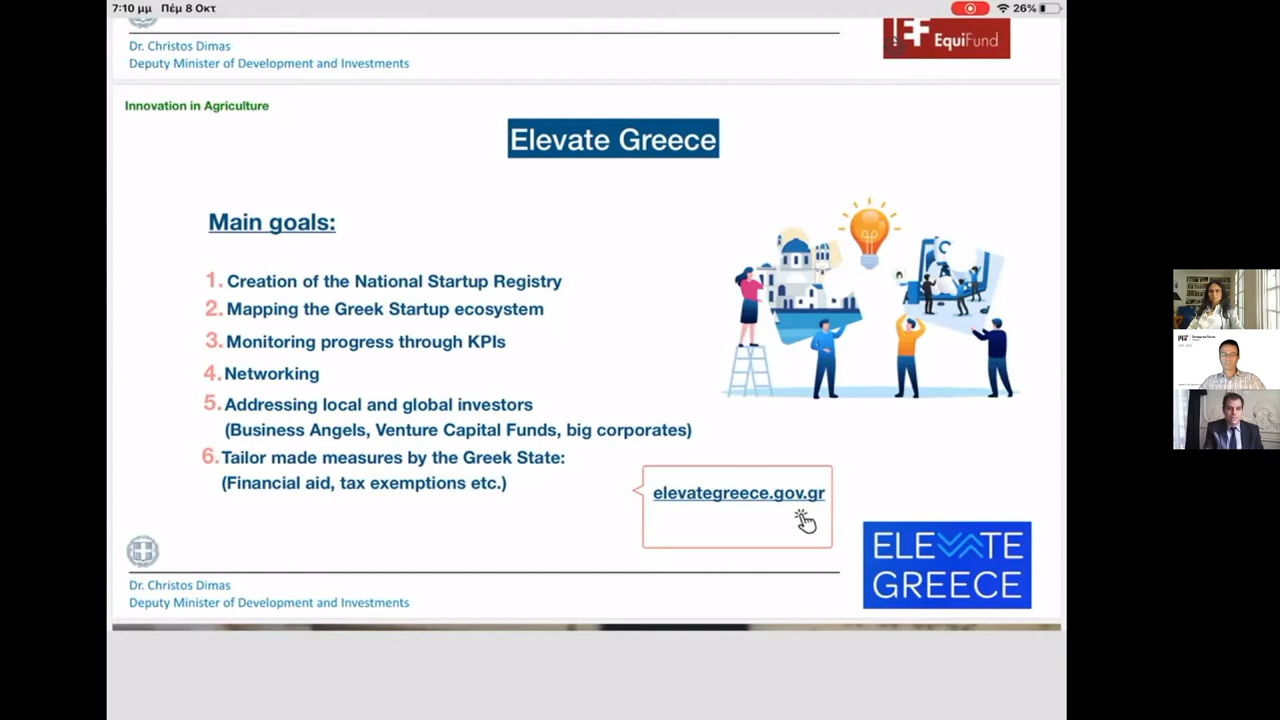 7:10 μμ Πέμ 8 Οκτ
26%
Dr. Christos Dimas
Deputy Minister of Development and Investments
EquiFund
Innovation in Agriculture
Elevate Greece
Main goals:
1. Creation of the National Startup Registry
2. Mapping the Greek Startup ecosystem
3. Monitoring progress through KPIs
4. Networking
5. Addressing local and global investors
(Business Angels, Venture Capital Funds, big corporates)
6. Tailor made measures by the Greek State:
(Financial aid, tax exemptions etc.)
elevategreece.gov.gr
Dr. Christos Dimas
Deputy Minister of Development and Investments
ELEVATE
GREECE